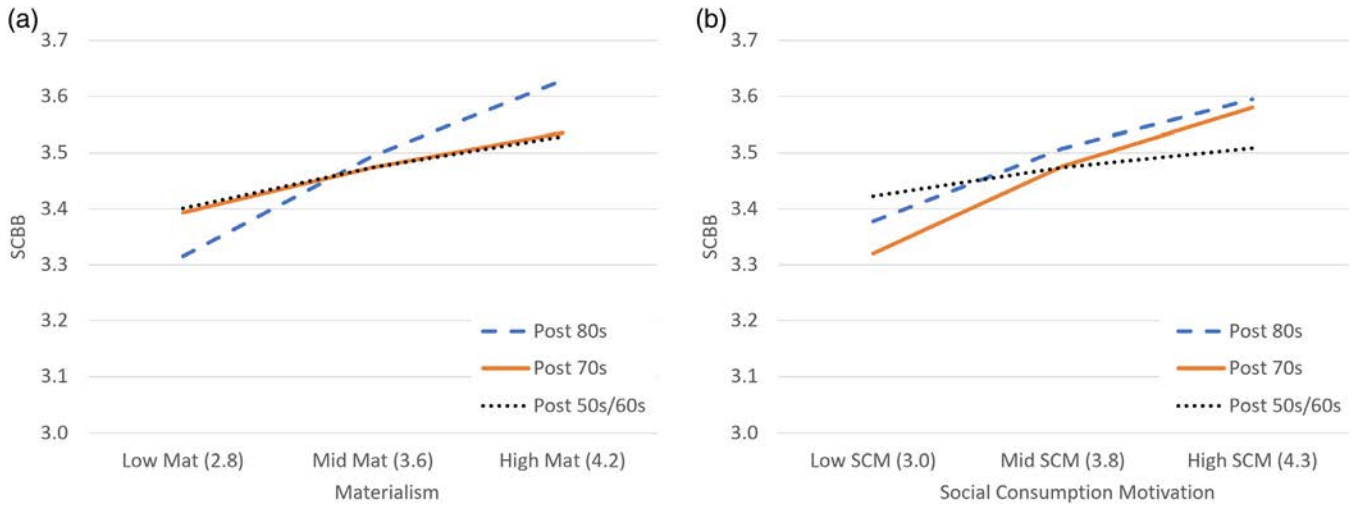 (a)
3.7
3.6
3.5
3.4
3.3
3.2
3.1
3.0
SCBB
Post 80s
Post 70s
Post 50s/60s
Low Mat (2.8) Mid Mat (3.6) High Mat (4.2)
Materialism
(b)
3.7
3.6
3.5
3.4
3.3
3.2
3.1
3.0
SCBB
Post 80s
Post 70s
Post 50s/60s
Low SCM (3.0) Mid SCM (3.8) High SCM (4.3)
Social Consumption Motivation